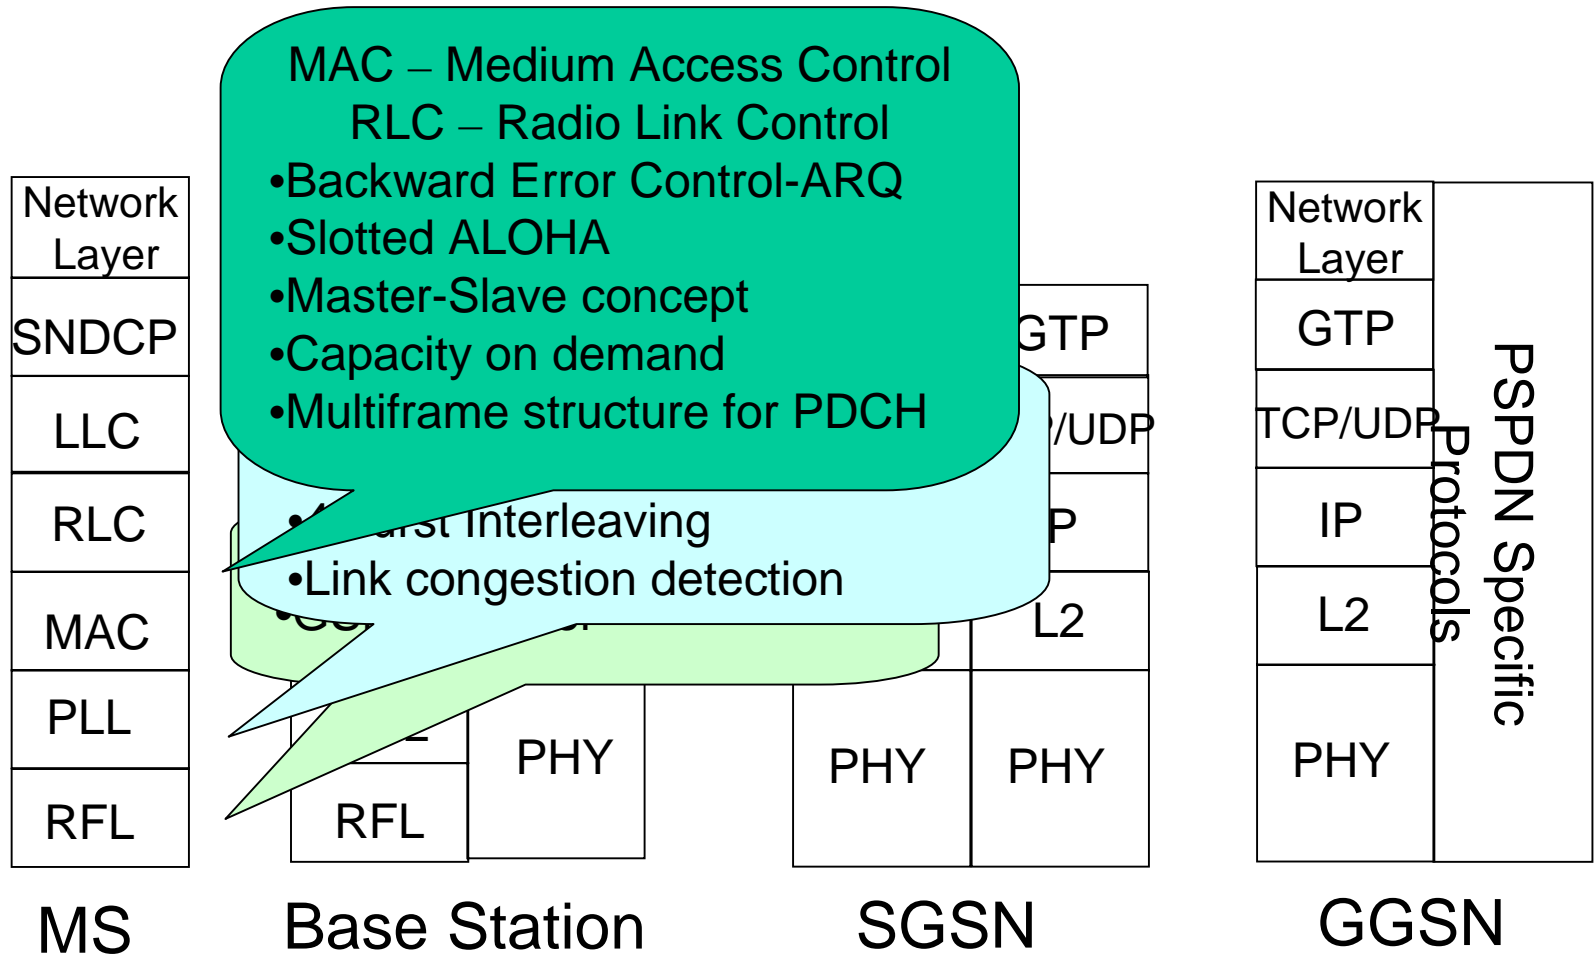 MAC – Medium Access Control
RLC – Radio Link Control
•Backward Error Control-ARQ
•Slotted ALOHA
•Master-Slave concept
•Capacity on demand
•Multiframe structure for PDCH
Interleaving
•Link congestion detection
Network
Layer
SNDCP
LLC
RLC
MAC
PLL
RFL
MS
RFL
PHY
Base Station
PHY
GTP
/UDP
L2
PHY
SGSN
Network
Layer
GTP
TCP/UDP
IP
L2
PHY
PSPDN Specific
Protocols
GGSN